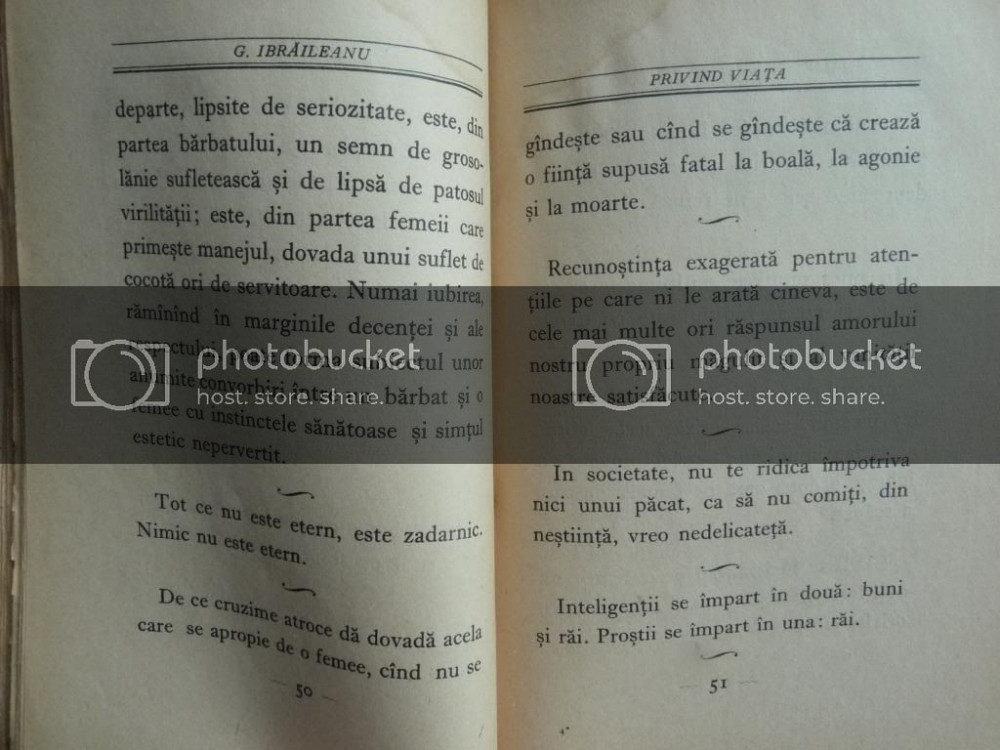 G. IBRĂILEANU
departe, lipsite de seriozitate, este, din
partea bărbatului, un semn de groso-
lănie sufletească și de lipsă de patosul
virilității; este, din partea femeii care
primește manejul, dovada unui suflet de
cocotă ori de servitoare. Numai iubirea,
rămînind în marginile decenței și ale
respectului, subiectul unor
anumite convorbiri între un bărbat și o
femee cu instinctele sănătoase și simțul
estetic nepervertit.
Tot ce nu este etern, este zadarnic.
Nimic nu este etern.
De ce cruzime atroce dă dovadă acela
care se apropie de o femee, cînd nu se
50
PRIVIND VIAȚA
gîndește sau cînd se gîndește că crează
o ființă supusă fatal la boală, la agonie
și la moarte.
Recunoștința exagerată pentru aten-
țiile pe care ni le arată cineva, este de
cele mai multe ori răspunsul amorului
nostru propriu
noastre satisfăcute.
In societate, nu te ridica împotriva
nici unui păcat, ca să nu comiți, din
neștiință, vreo nedelicateță.
Inteligenții se împart în două: buni
și răi. Proștii se împart în una: răi.
51
photobucket
host. store. share.
photobucket
host. store. share.